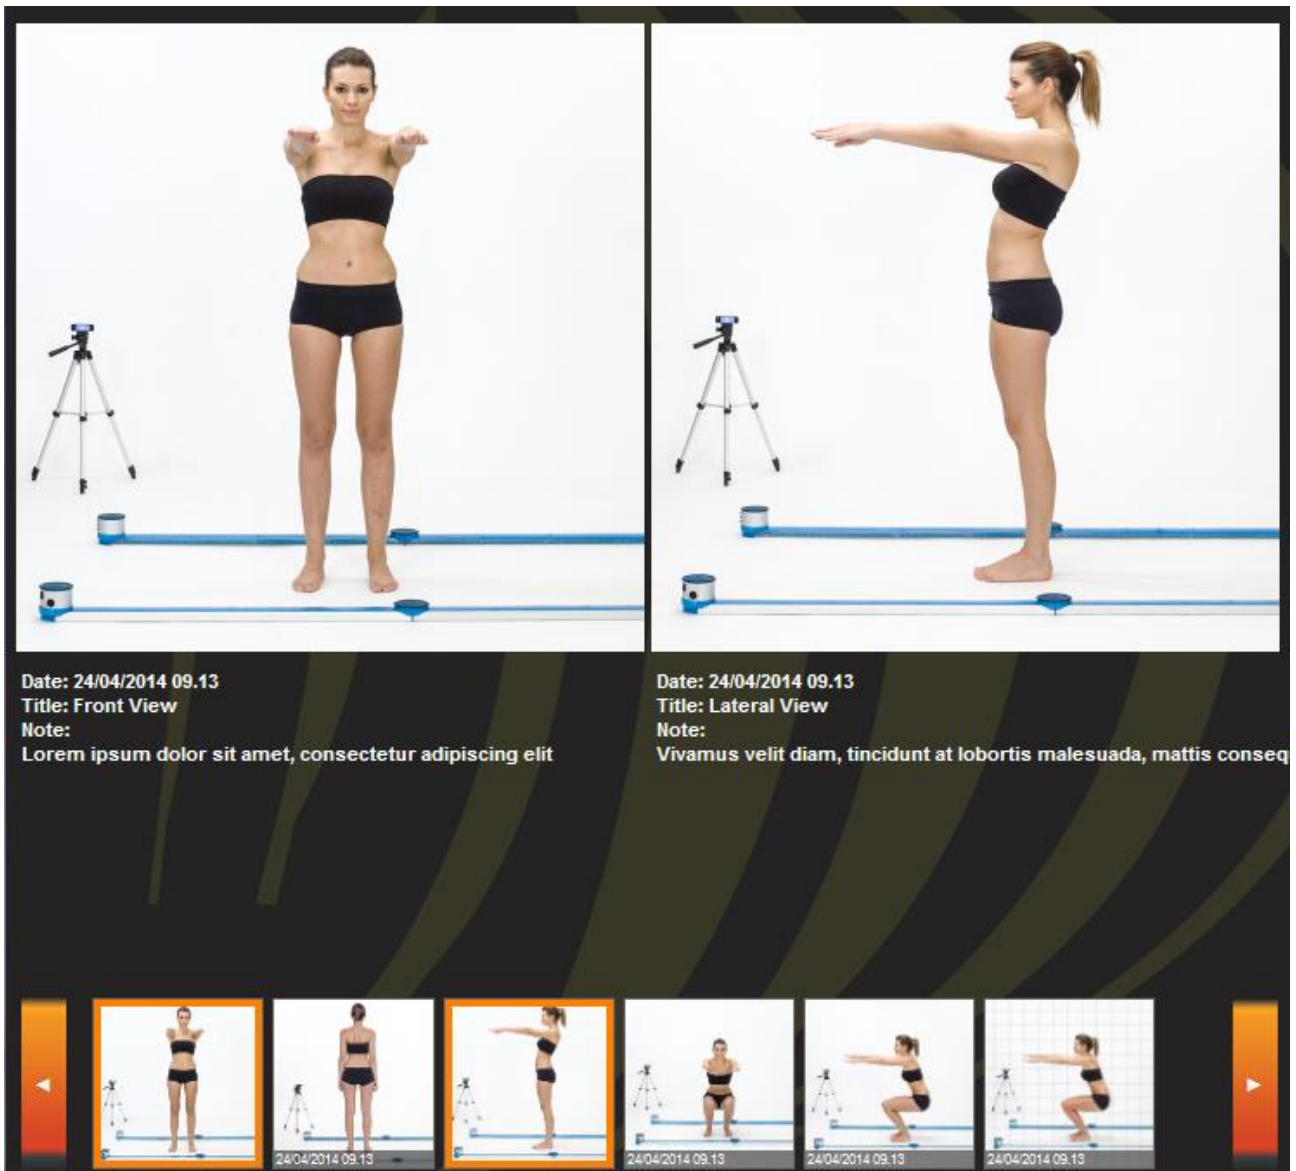 Date: 24/04/2014 09.13
Title: Front View
Note:
Lorem ipsum dolor sit amet, consectetur adipiscing elit
Date: 24/04/2014 09.13
Title: Lateral View
Note:
Vivamus velit diam, tincidunt at lobortis malesuada, mattis conseq
24/04/2014 09.13
24/04/2014 09.13
24/04/2014 09.13
24/04/2014 09.13